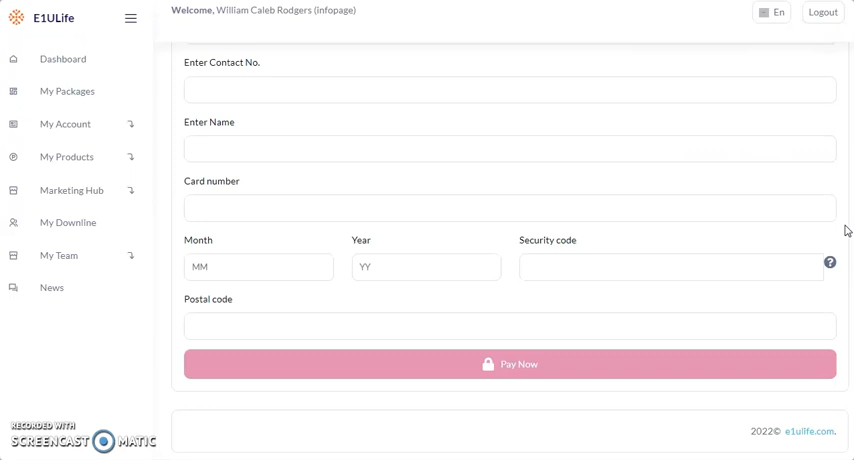 E1ULife
Welcome, William Caleb Rodgers (infopage)
En
Logout
Dashboard
My Packages
My Account
My Products
Marketing Hub
My Downline
My Team
News
Enter Contact No.
Enter Name
Card number
Month
Year
Security code
MM
YY
?
Postal code
Pay Now
2022© e1ulife.com.
RECORDED WITH
SCREENCAST MATIC